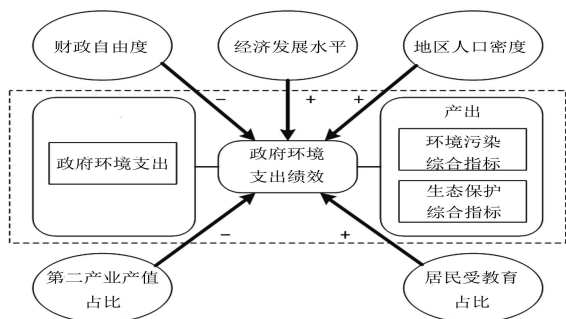 财政自由度
经济发展水平
地区人口密度
－
+
+
产出
政府环境支出
政府环境
支出绩效
环境污染
综合指标
生态保护
综合指标
－
+
第二产业产值
占比
居民受教育
占比